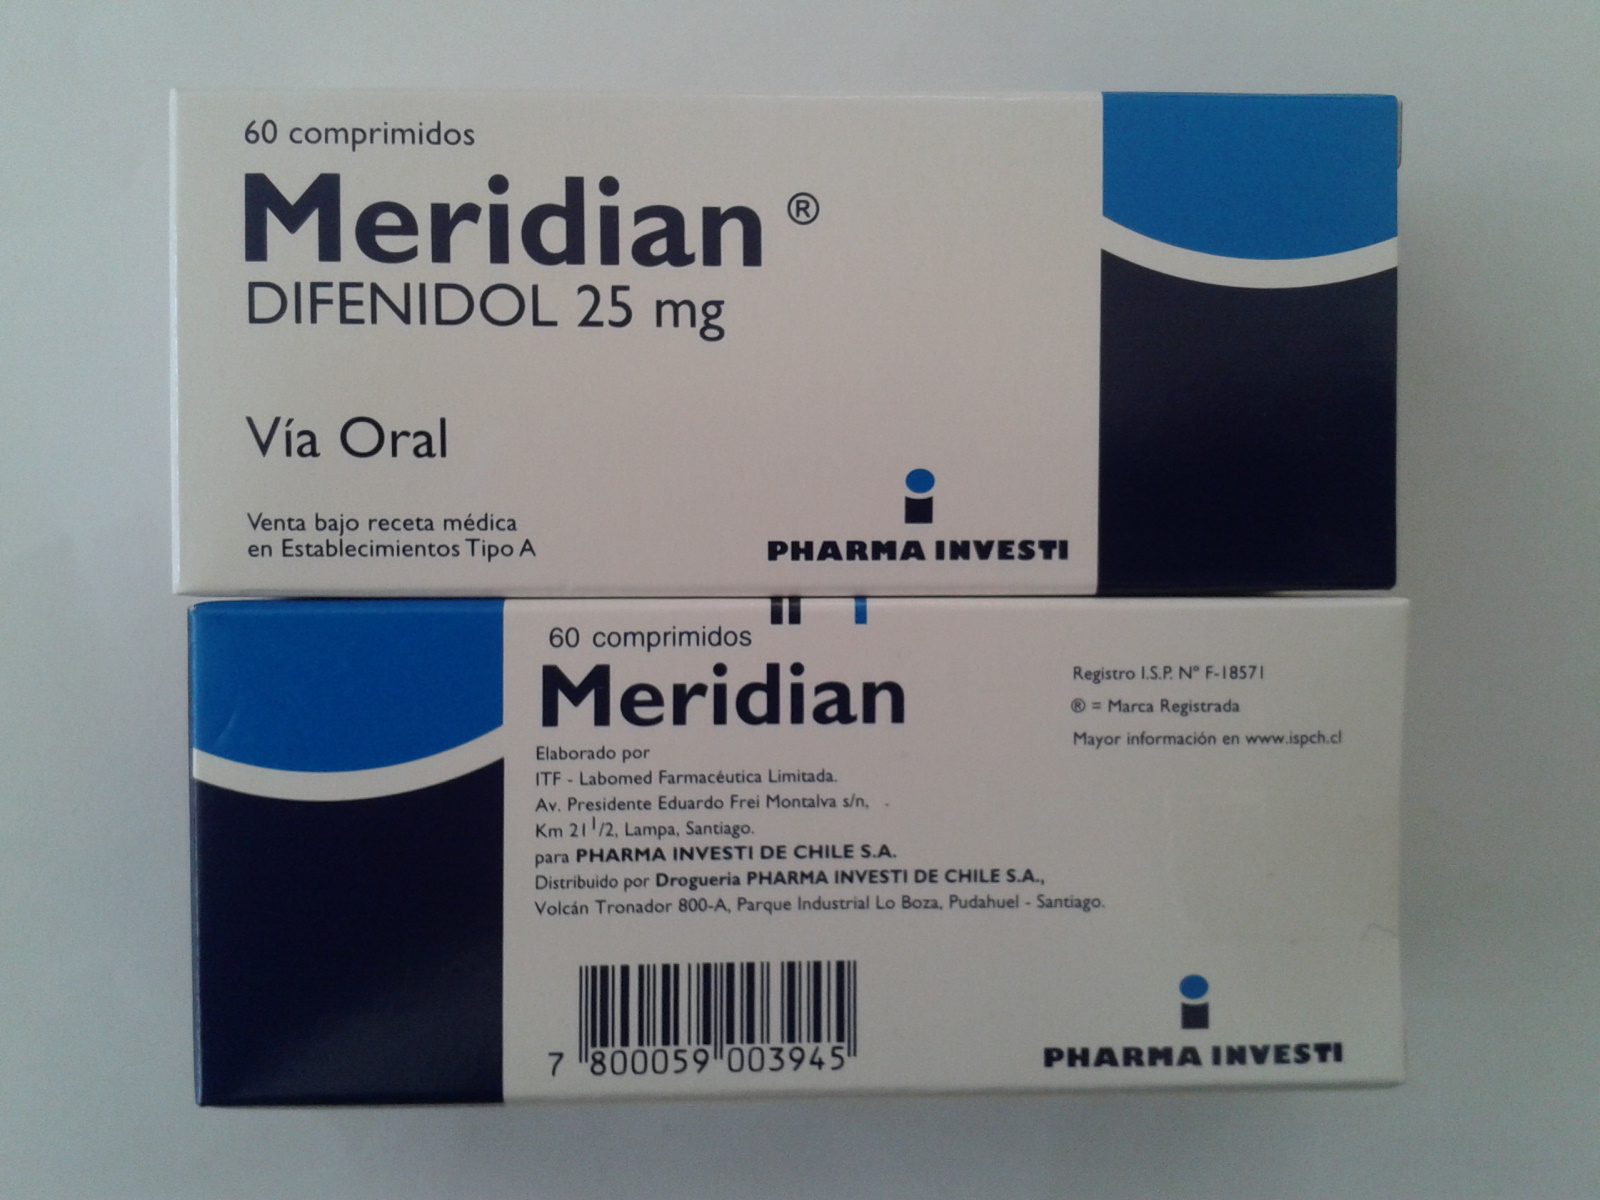 60 comprimidos
Meridian ®
DIFENIDOL 25 mg
Vía Oral
Venta bajo receta médica
en Establecimientos Tipo A
PHARMA INVESTI
60 comprimidos
Meridian
Elaborado por
ITF - Labomed Farmacéutica Limitada.
Av. Presidente Eduardo Frei Montalva s/n,
Km 21 1/2, Lampa, Santiago.
para PHARMA INVESTI DE CHILE S.A.
Distribuido por Drogueria PHARMA INVESTI DE CHILE S.A.,
Volcán Tronador 800-A, Parque Industrial Lo Boza, Pudahuel - Santiago.
Registro I.S.P. Nº F-18571
® = Marca Registrada
Mayor información en www.ispch.cl
7 800059 003945
PHARMA INVESTI